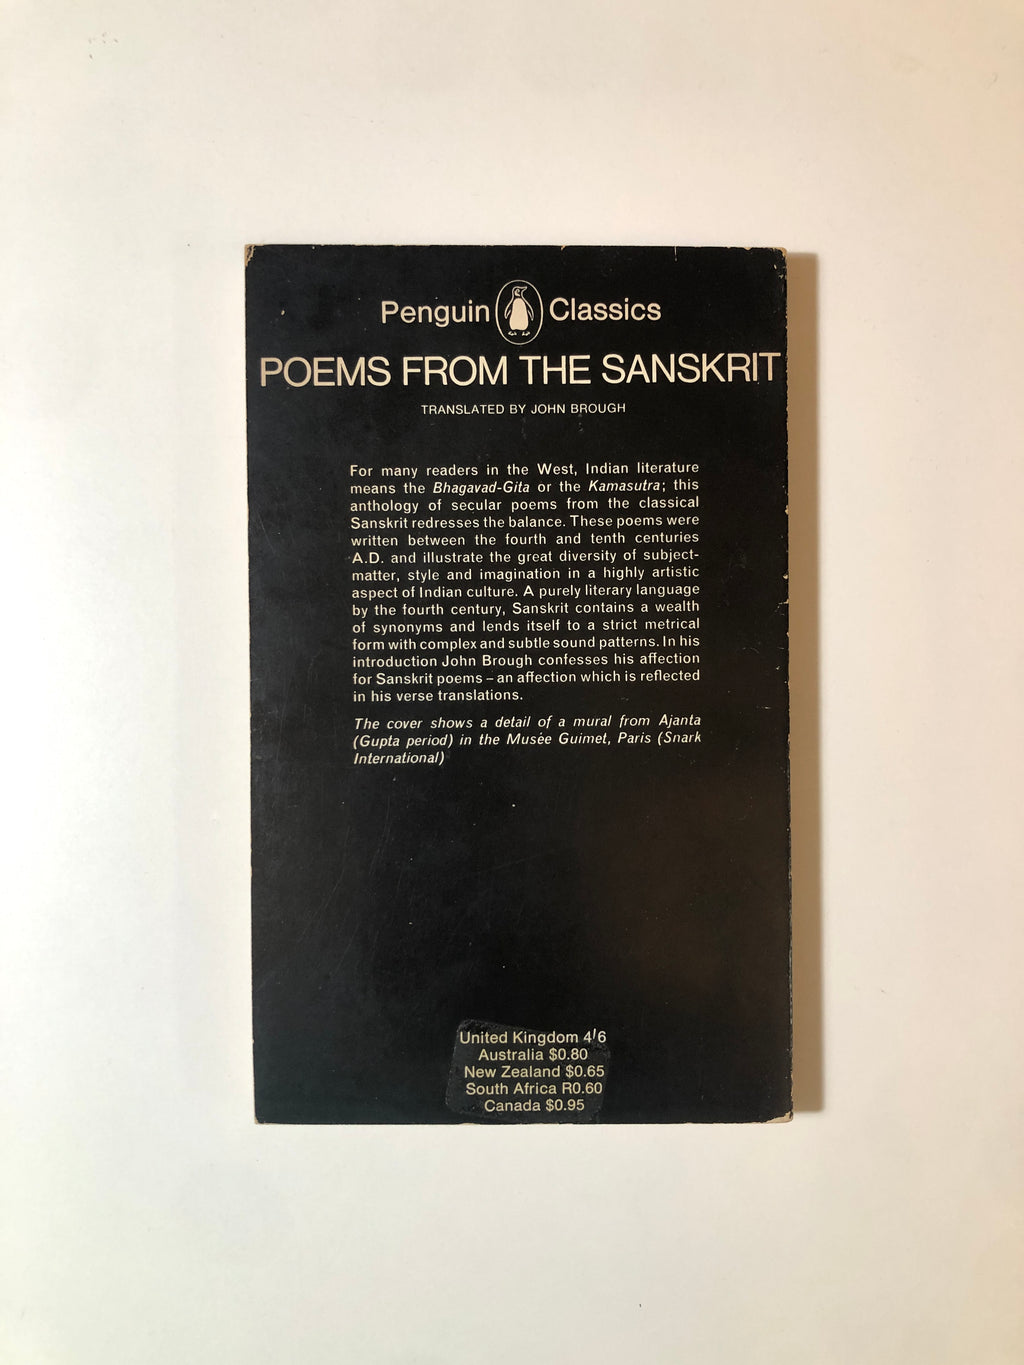 Penguin Classics
POEMS FROM THE SANSKRIT
TRANSLATED BY JOHN BROUGH
For many readers in the West, Indian literature
means the Bhagavad-Gita or the Kamasutra; this
anthology of secular poems from the classical
Sanskrit redresses the balance. These poems were
written between the fourth and tenth centuries
A.D. and illustrate the great diversity of subject-
matter, style and imagination in a highly artistic
aspect of Indian culture. A purely literary language
by the fourth century, Sanskrit contains a wealth
of synonyms and lends itself to a strict metrical
form with complex and subtle sound patterns. In his
introduction John Brough confesses his affection
for Sanskrit poems – an affection which is reflected
in his verse translations.
The cover shows a detail of a mural from Ajanta
(Gupta period) in the Musée Guimet, Paris (Snark
International)
United Kingdom 4/6
Australia $0.80
New Zealand $0.65
South Africa R0.60
Canada $0.95